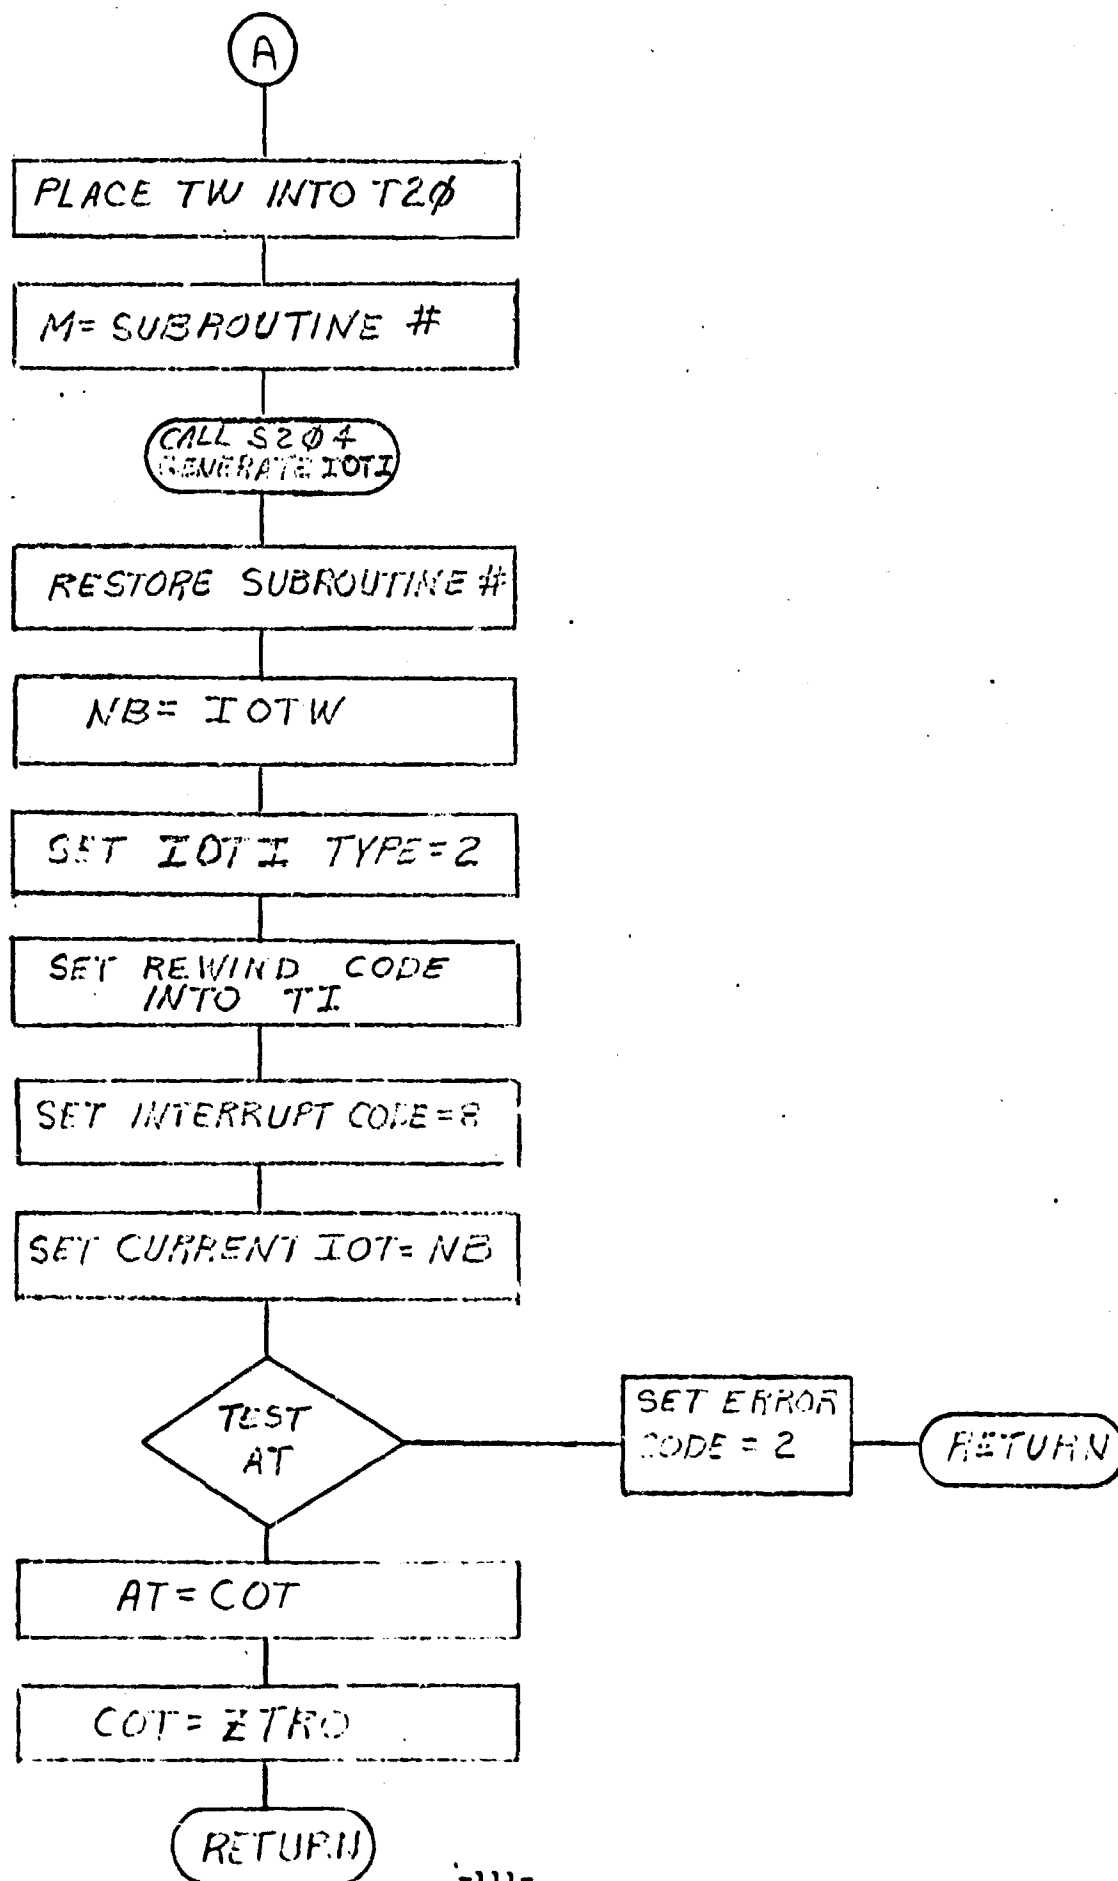 A
PLACE TW INTO T2Ø
M= SUBROUTINE #
CALL S2Ø4
GENERATE IOTI
RESTORE SUBROUTINE #
NB= IOTW
SET IOTI TYPE=2
SET REWIND CODE
INTO TI
SET INTERRUPT CODE=8
SET CURRENT IOT= NB
TEST
AT
SET ERROR
CODE = 2
RETURN
AT= COT
COT= ZTRO
RETURN
-111-